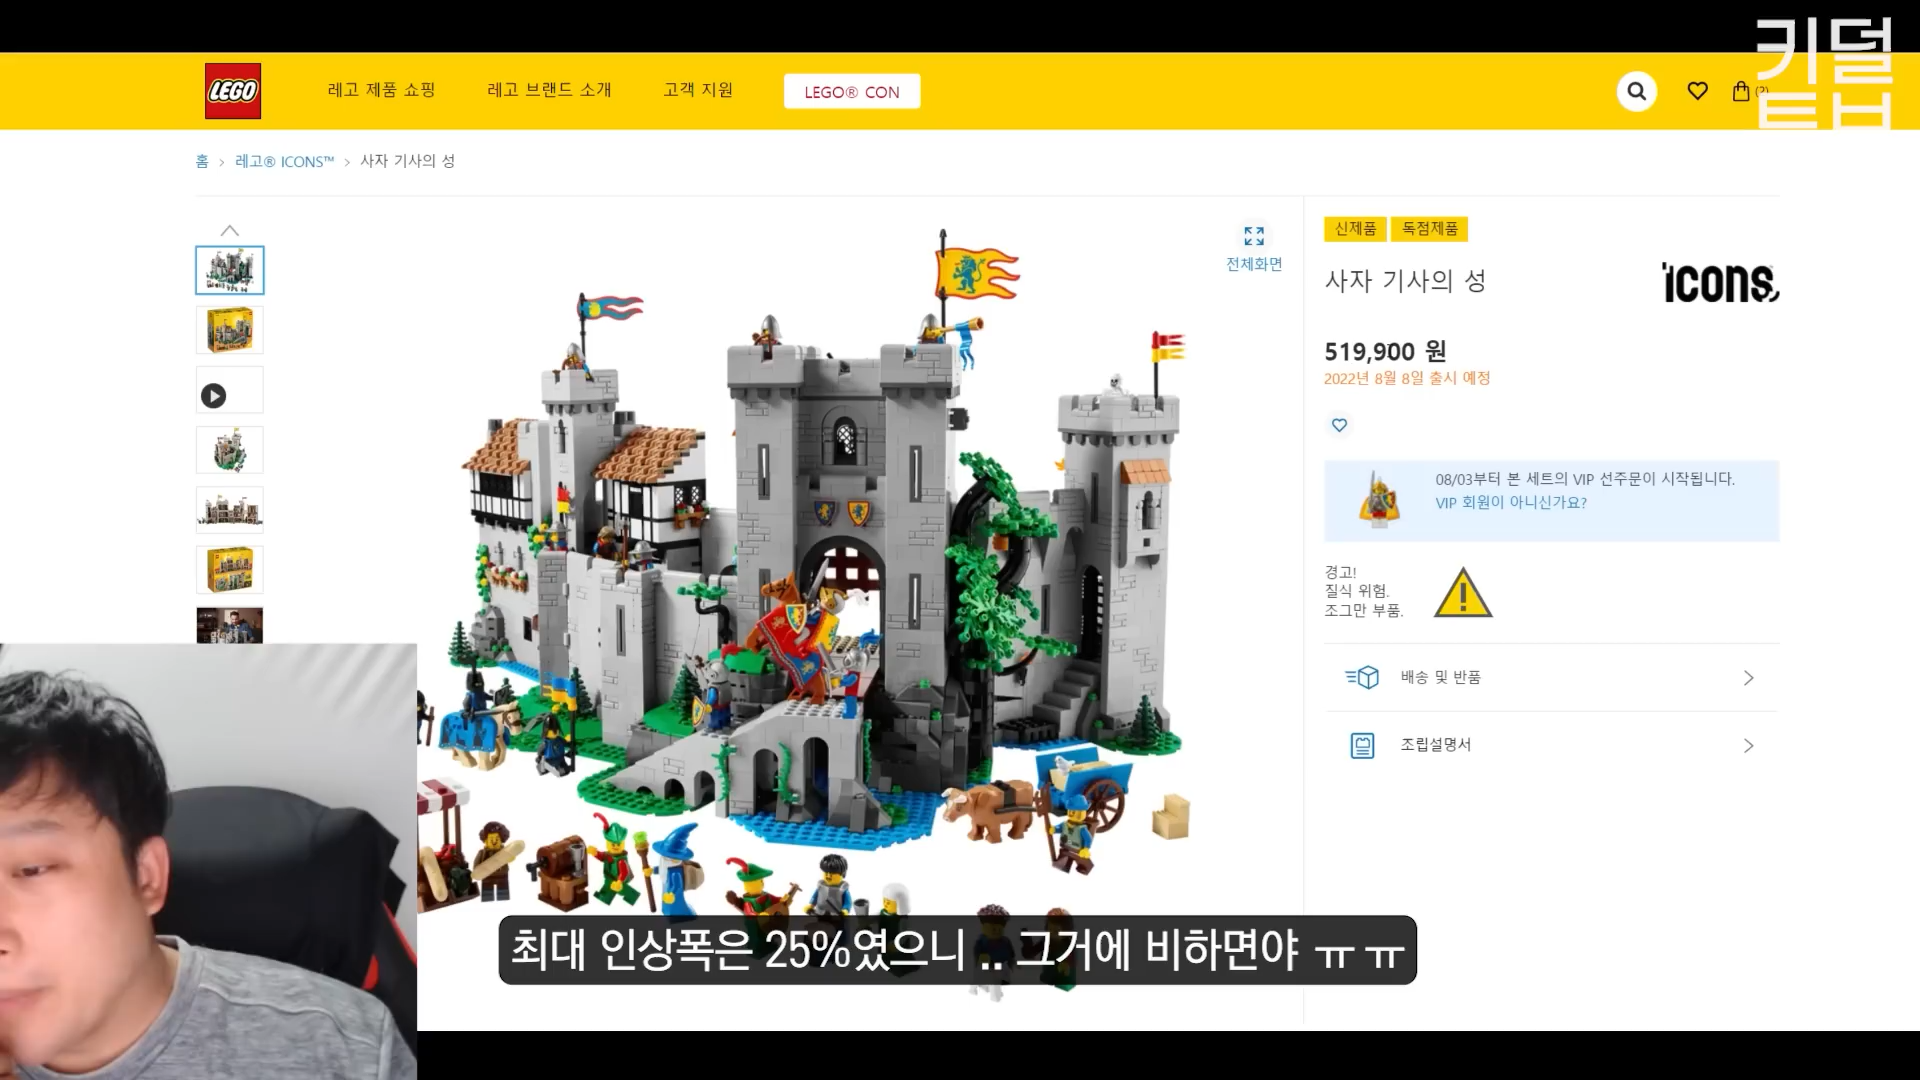 키덜
트브
LEGO
레고 제품 쇼핑
레고 브랜드 소개
고객 지원
LEGO® CON
(2)
홈 > 레고® ICONS™ > 사자 기사의 성
전체화면
신제품
독점제품
사자 기사의 성
icons
519,900 원
2022년 8월 8일 출시 예정
08/03부터 본 세트의 VIP 선주문이 시작됩니다.
VIP 회원이 아니신가요?
경고!
질식 위험.
조그만 부품.
배송 및 반품
조립설명서
최대 인상폭은 25%였으니 .. 그거에 비하면야 ㅠㅠ